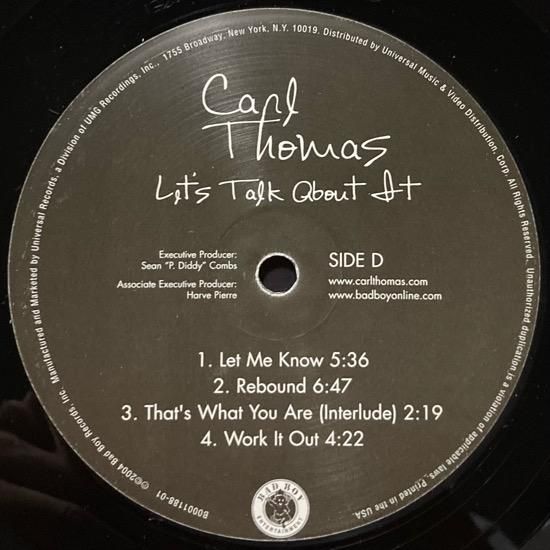 Carl
Thomas
Let's Talk About It
Executive Producer:
Sean "P. Diddy" Combs
Associate Executive Producer:
Harve Pierre
SIDE D
www.carlthomas.com
www.badboyonline.com
1. Let Me Know 5:36
2. Rebound 6:47
3. That's What You Are (Interlude) 2:19
4. Work It Out 4:22
BAD BOY
ENTERTAINMENT
B0001188-01
℗©2004 Bad Boy Records, Inc. Manufactured and Marketed by Universal Records, a Division of UMG Recordings, Inc., 1755 Broadway, New York, N.Y. 10019. Distributed by Universal Music & Video Distribution, Corp. All Rights Reserved. Unauthorized duplication is a violation of applicable laws. Printed in the USA.